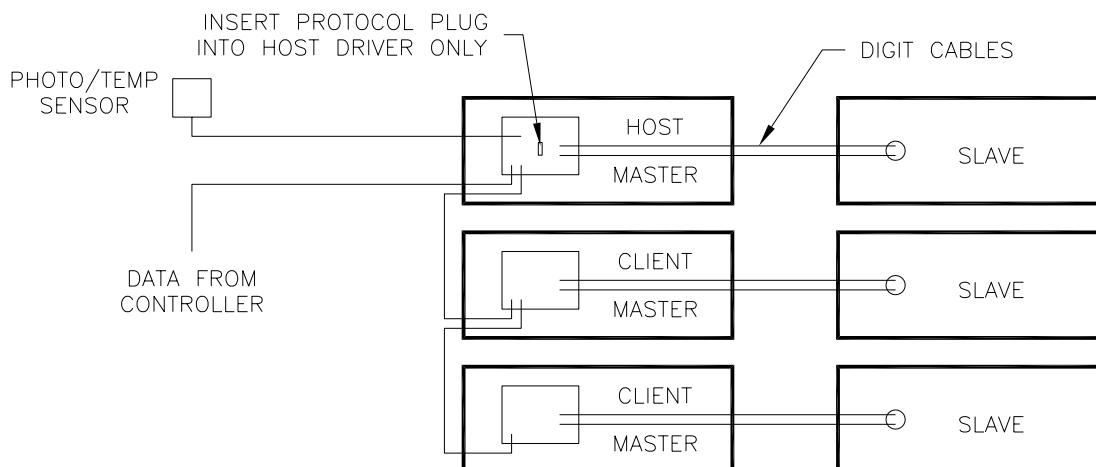 INSERT PROTOCOL PLUG
INTO HOST DRIVER ONLY
DIGIT CABLES
PHOTO/TEMP
SENSOR
HOST
MASTER
SLAVE
DATA FROM
CONTROLLER
CLIENT
MASTER
SLAVE
CLIENT
MASTER
SLAVE